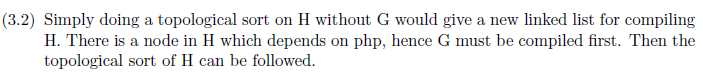 (3.2) Simply doing a topological sort on H without G would give a new linked list for compiling
H. There is a node in H which depends on php, hence G must be compiled first. Then the
topological sort of H can be followed.